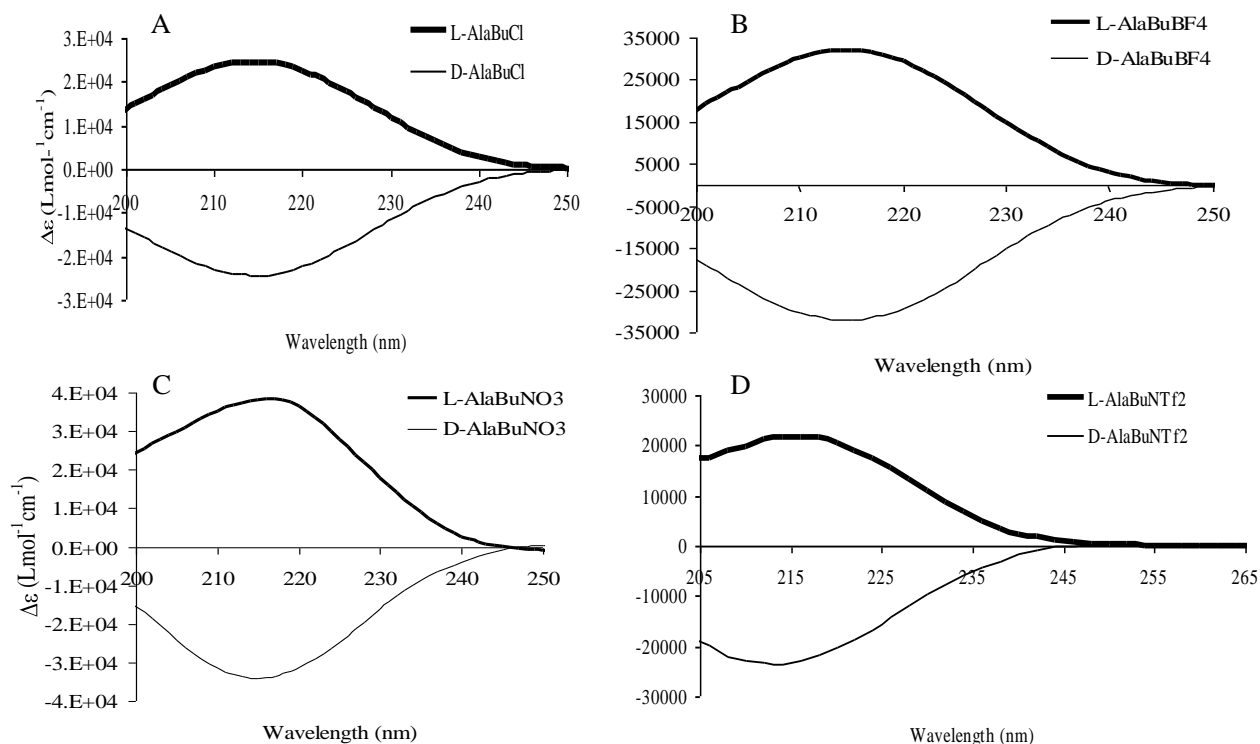 A
L-AlaBuCl
D-AlaBuCl
3.E+04
2.E+04
1.E+04
0.E+00
-1.E+04
-2.E+04
-3.E+04
200 210 220 230 240 250
Δε (Lmol-¹cm⁻¹)
Wavelength (nm)
B
L-AlaBuBF4
D-AlaBuBF4
35000
25000
15000
5000
-5000
-15000
-25000
-35000
200 210 220 230 240 250
Wavelength (nm)
C
L-AlaBuNO3
D-AlaBuNO3
4.E+04
3.E+04
2.E+04
1.E+04
0.E+00
-1.E+04
-2.E+04
-3.E+04
-4.E+04
200 210 220 230 240 250
Δε (Lmol⁻¹cm⁻¹)
Wavelength (nm)
D
L-AlaBuNTf2
D-AlaBuNTf2
30000
20000
10000
0
-10000
-20000
-30000
205 215 225 235 245 255 265
Wavelength (nm)